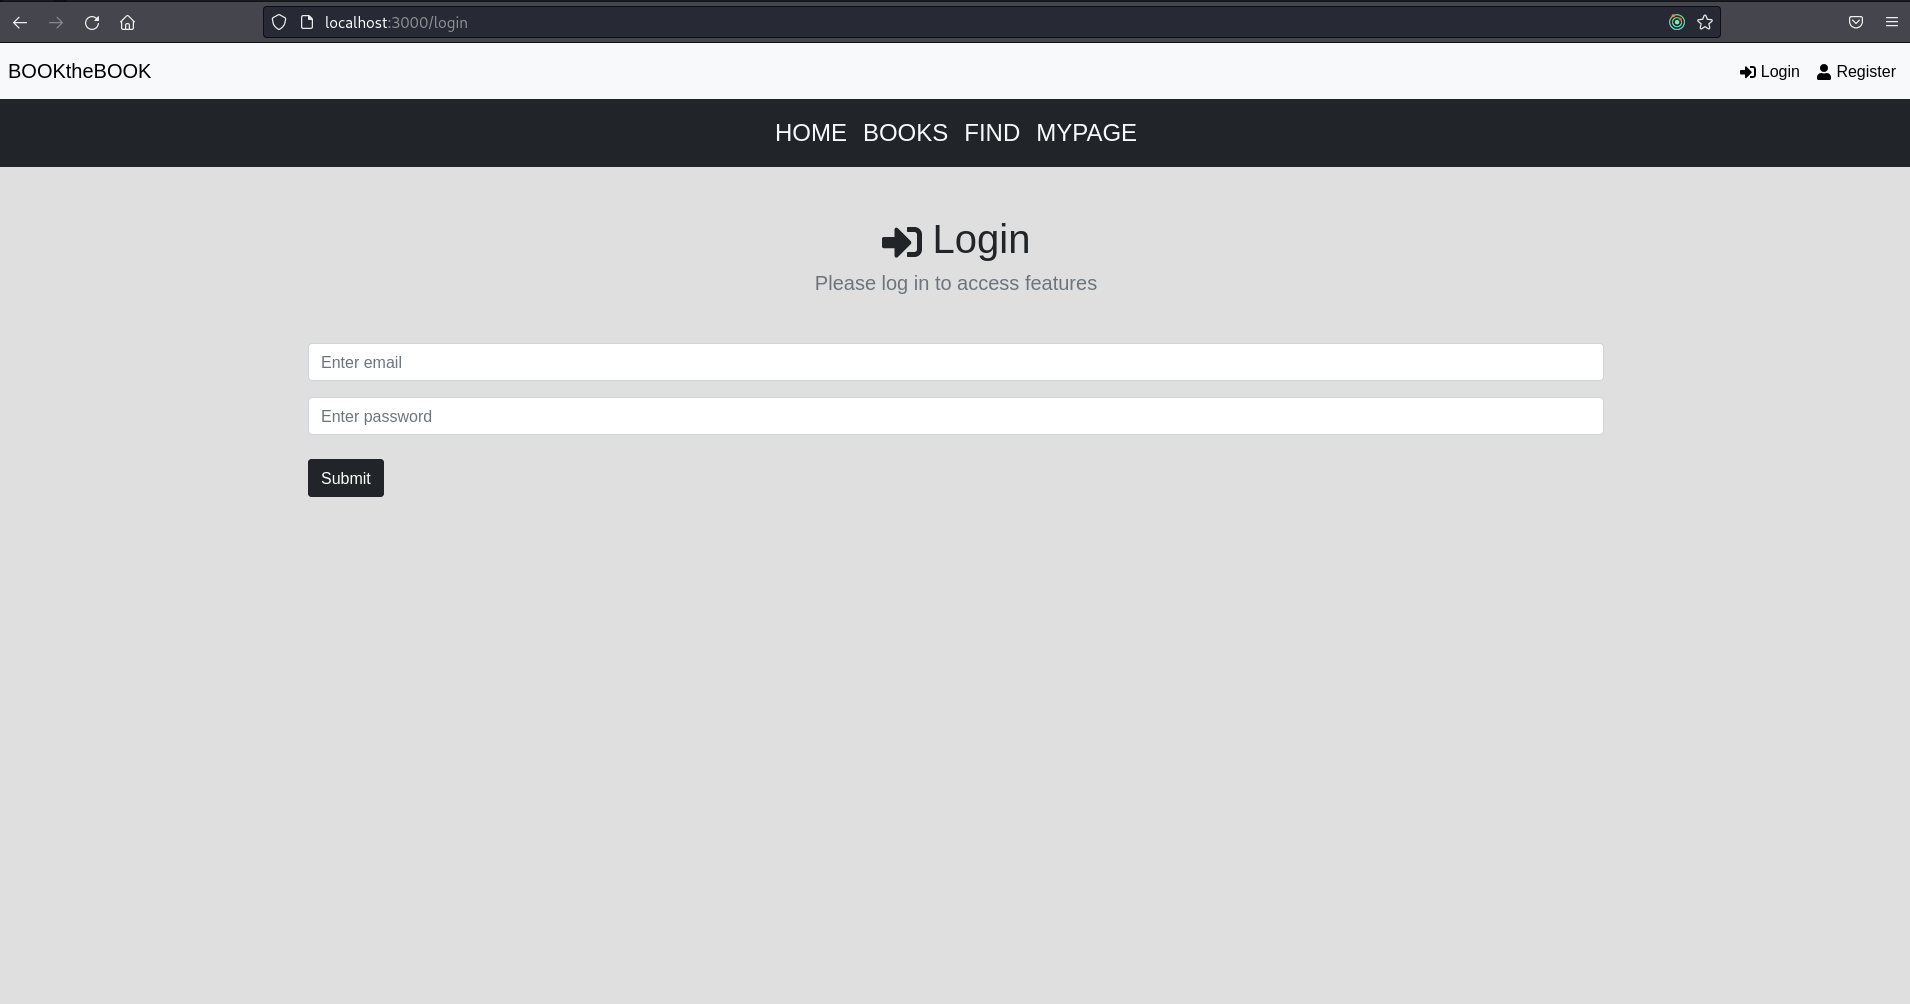 localhost:3000/login
BOOKtheBOOK
Login
Register
HOME BOOKS FIND MYPAGE
Login
Please log in to access features
Enter email
Enter password
Submit